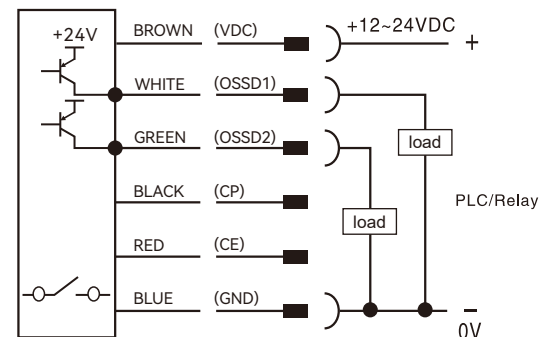 +24V
BROWN (VDC) +12~24VDC +
WHITE (OSSD1)
GREEN (OSSD2) load
BLACK (CP) PLC/Relay
load
RED (CE)
BLUE (GND) −
0V